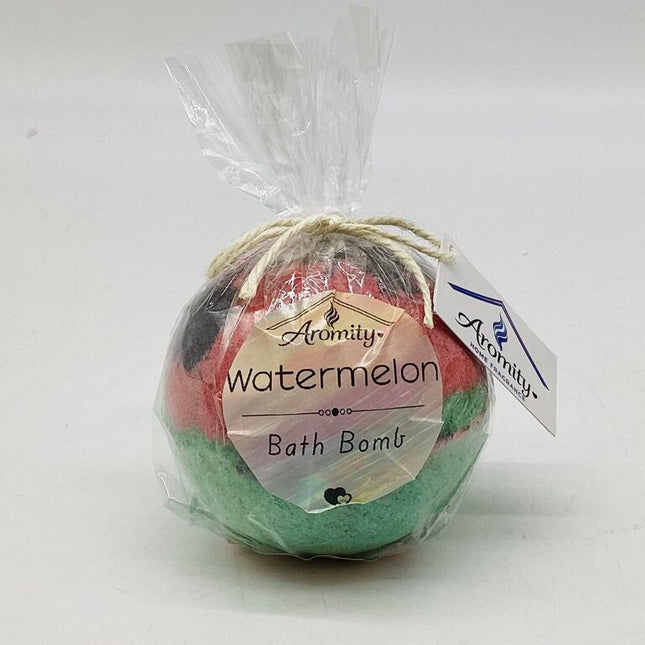 Aromity
watermelon
Bath Bomb
Aromity
HOME FRAGRANCE